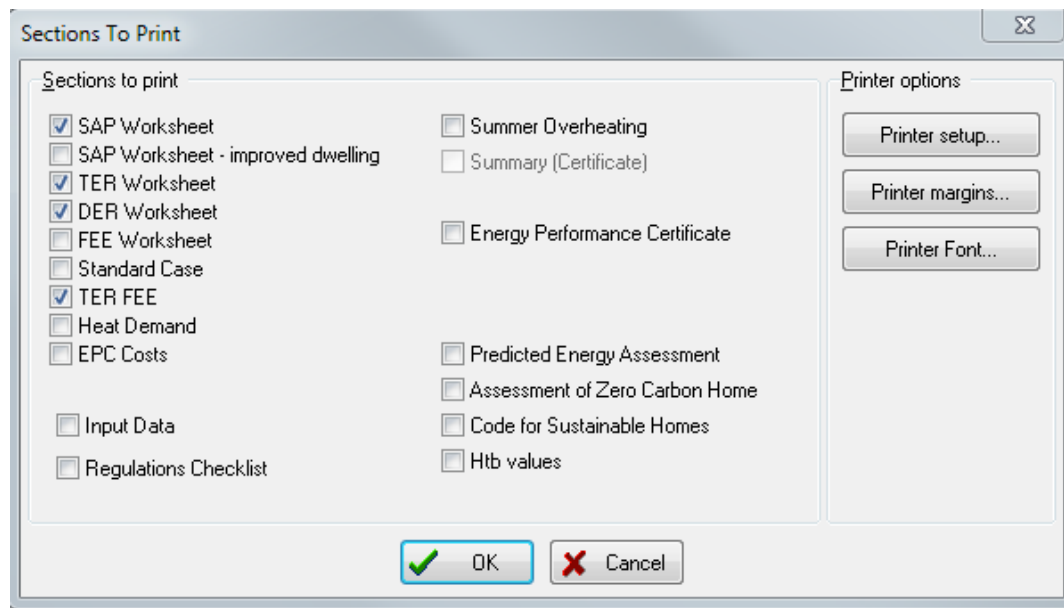 Sections To Print
Sections to print
SAP Worksheet
SAP Worksheet - improved dwelling
TER Worksheet
DER Worksheet
FEE Worksheet
Standard Case
TER FEE
Heat Demand
EPC Costs
Input Data
Regulations Checklist
Summer Overheating
Summary (Certificate)
Energy Performance Certificate
Predicted Energy Assessment
Assessment of Zero Carbon Home
Code for Sustainable Homes
Htb values
Printer options
Printer setup...
Printer margins...
Printer Font...
OK
Cancel